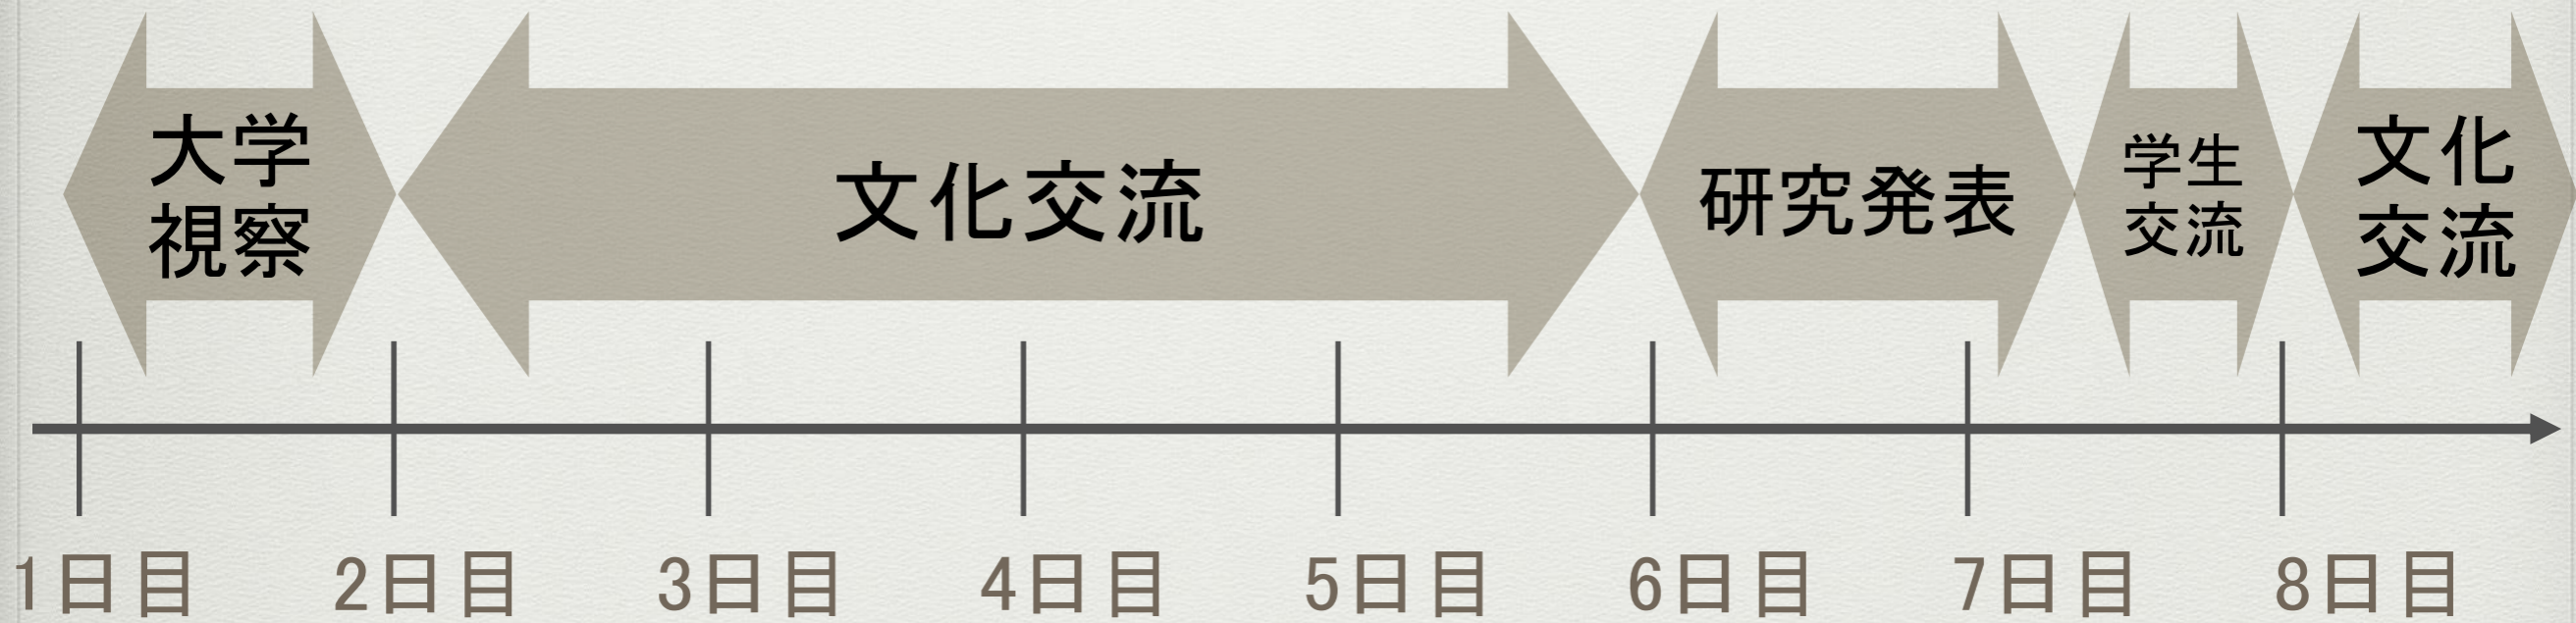 大学
視察
文化交流
研究発表
学生
交流
文化
交流
1日目 2日目 3日目 4日目 5日目 6日目 7日目 8日目